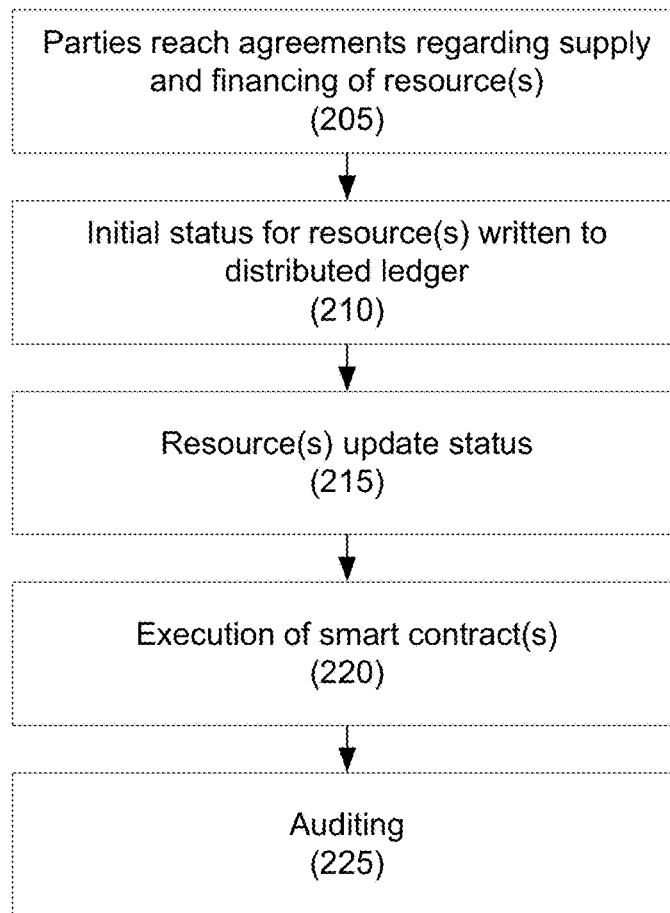 Parties reach agreements regarding supply
and financing of resource(s)
(205)
Initial status for resource(s) written to
distributed ledger
(210)
Resource(s) update status
(215)
Execution of smart contract(s)
(220)
Auditing
(225)